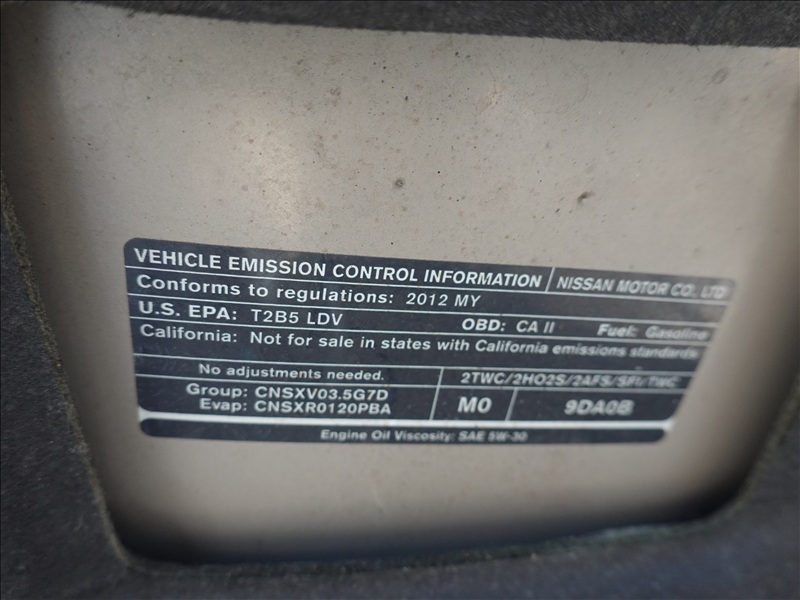 VEHICLE EMISSION CONTROL INFORMATION NISSAN MOTOR CO., LTD
Conforms to regulations: 2012 MY
U.S. EPA: T2B5 LDV OBD: CA II Fuel: Gasoline
California: Not for sale in states with California emissions standards
No adjustments needed. 2TWC/2HO2S/2AFS/SFI/TWC
Group: CNSXV03.5G7D
Evap: CNSXR0120PBA
M0 9DA0B
Engine Oil Viscosity: SAE 5W-30